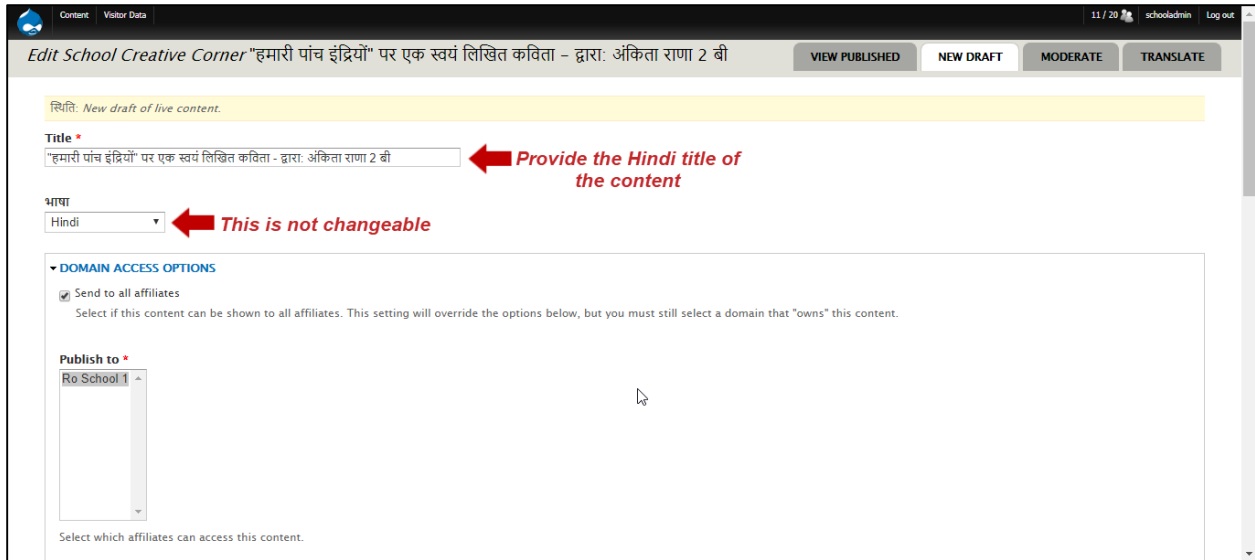 Content Visitor Data 11 / 20 schooladmin Log out
Edit School Creative Corner "हमारी पांच इंद्रियों" पर एक स्वयं लिखित कविता – द्वारा: अंकिता राणा 2 बी VIEW PUBLISHED NEW DRAFT MODERATE TRANSLATE
स्थिति: New draft of live content.
Title *
"हमारी पांच इंद्रियों" पर एक स्वयं लिखित कविता - द्वारा: अंकिता राणा 2 बी
Provide the Hindi title of
the content
भाषा
Hindi
This is not changeable
DOMAIN ACCESS OPTIONS
Send to all affiliates
Select if this content can be shown to all affiliates. This setting will override the options below, but you must still select a domain that "owns" this content.
Publish to *
Ro School 1
Select which affiliates can access this content.